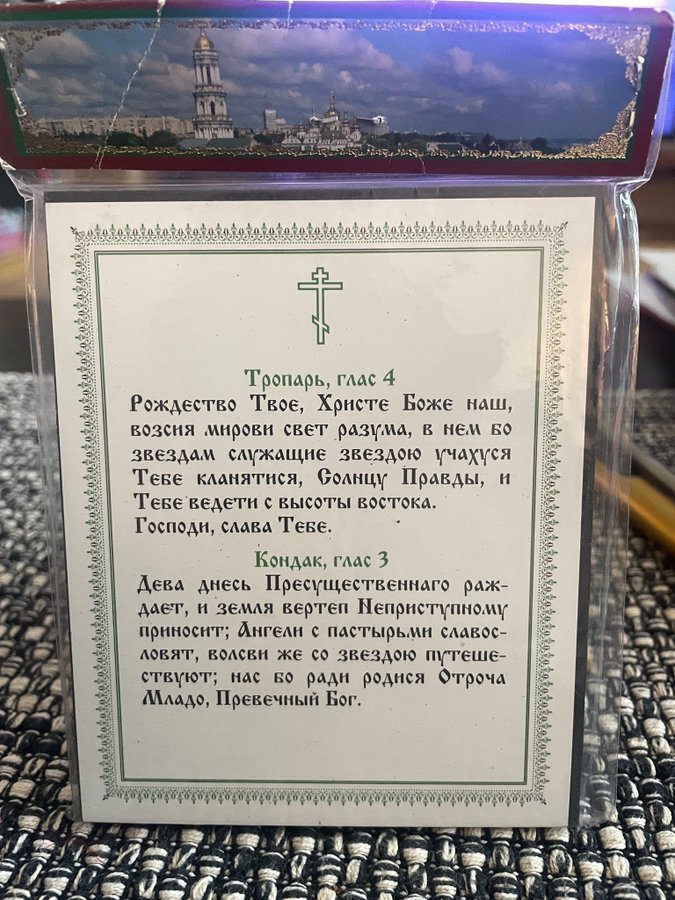 Тропарь, глас 4
Рождество Твое, Христе Боже наш,
возсия мирови свет разума, в нем бо
звездам служащие звездою учахуся
Тебе кланятися, Солнцу Правды, и
Тебе ведети с высоты востока.
Господи, слава Тебе.
Кондак, глас 3
Дева днесь Пресущественнаго раж-
дает, и земля вертеп Неприступному
приносит; Ангели с пастырьми славос-
ловят, волсви же со звездою путеше-
ствуют; нас бо ради родися Отроча
Младо, Превечный Бог.